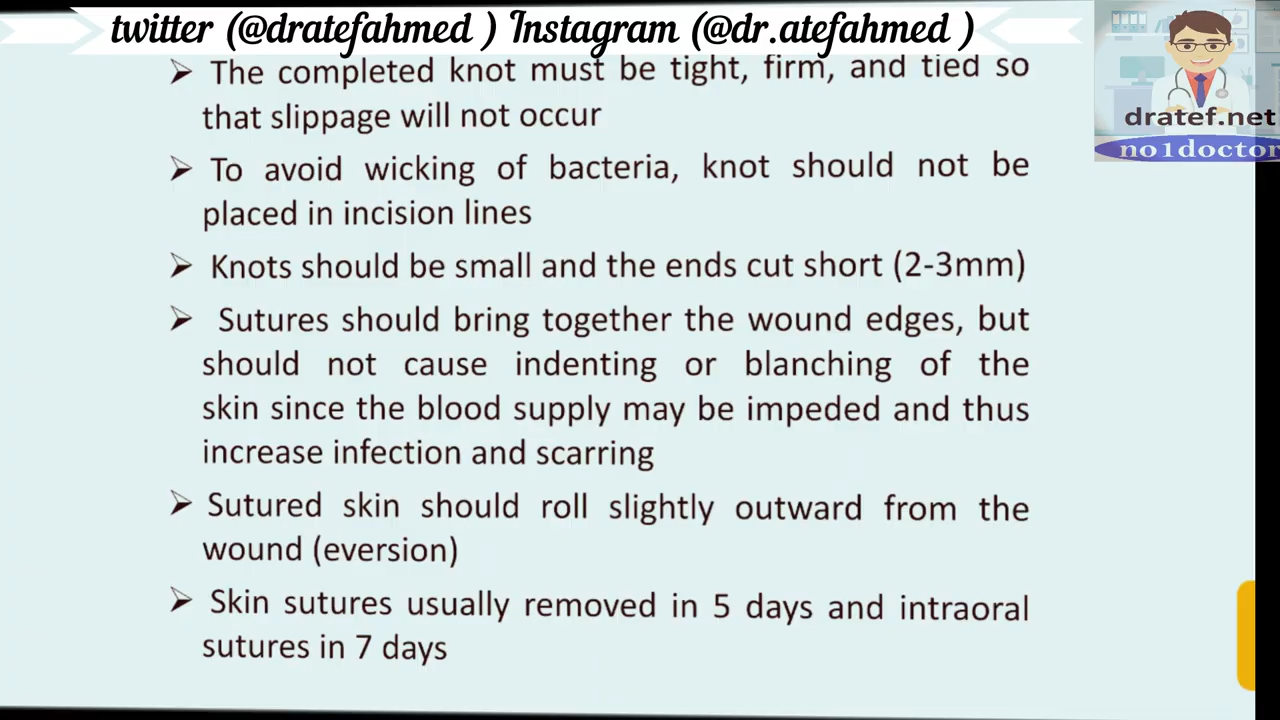 twitter (@dratefahmed ) Instagram (@dr.atefahmed )
dratef.net
no1doctor
➢ The completed knot must be tight, firm, and tied so
that slippage will not occur
➢ To avoid wicking of bacteria, knot should not be
placed in incision lines
➢ Knots should be small and the ends cut short (2-3mm)
➢ Sutures should bring together the wound edges, but
should not cause indenting or blanching of the
skin since the blood supply may be impeded and thus
increase infection and scarring
➢ Sutured skin should roll slightly outward from the
wound (eversion)
➢ Skin sutures usually removed in 5 days and intraoral
sutures in 7 days